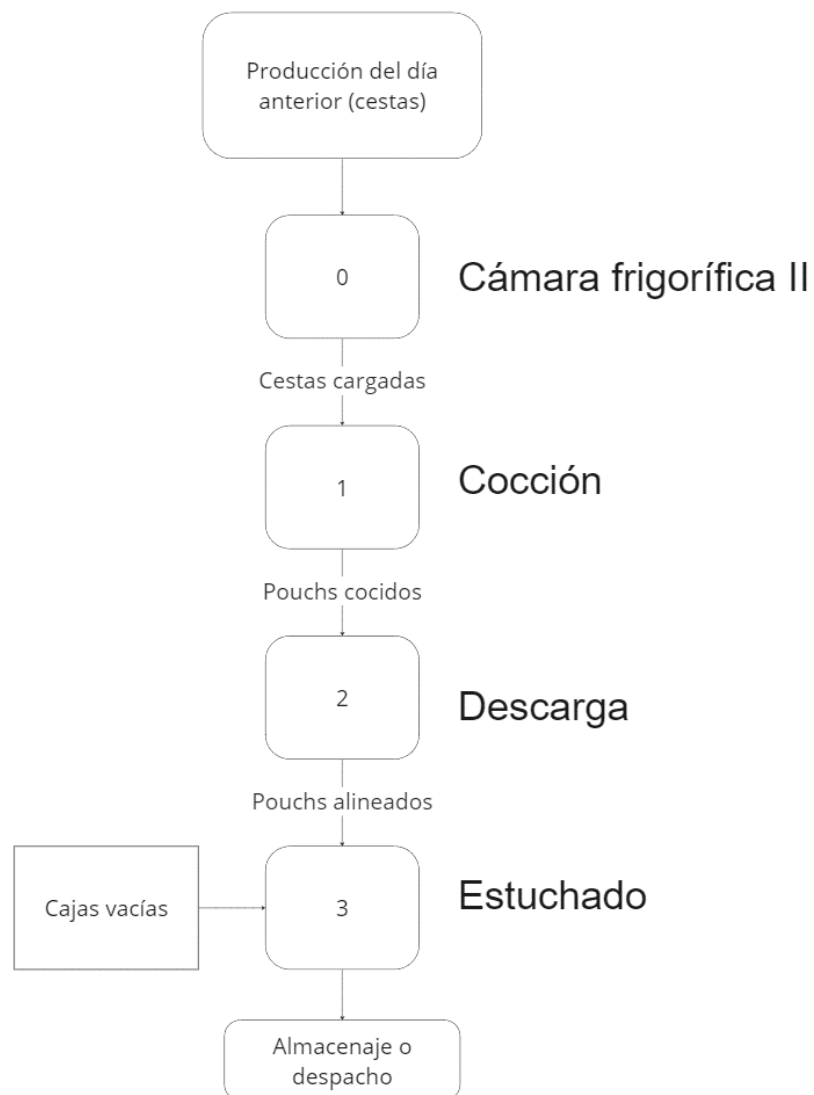 Producción del día
anterior (cestas)
0
Cámara frigorífica II
Cestas cargadas
1
Cocción
Pouchs cocidos
2
Descarga
Pouchs alineados
Cajas vacías
3
Estuchado
Almacenaje o
despacho